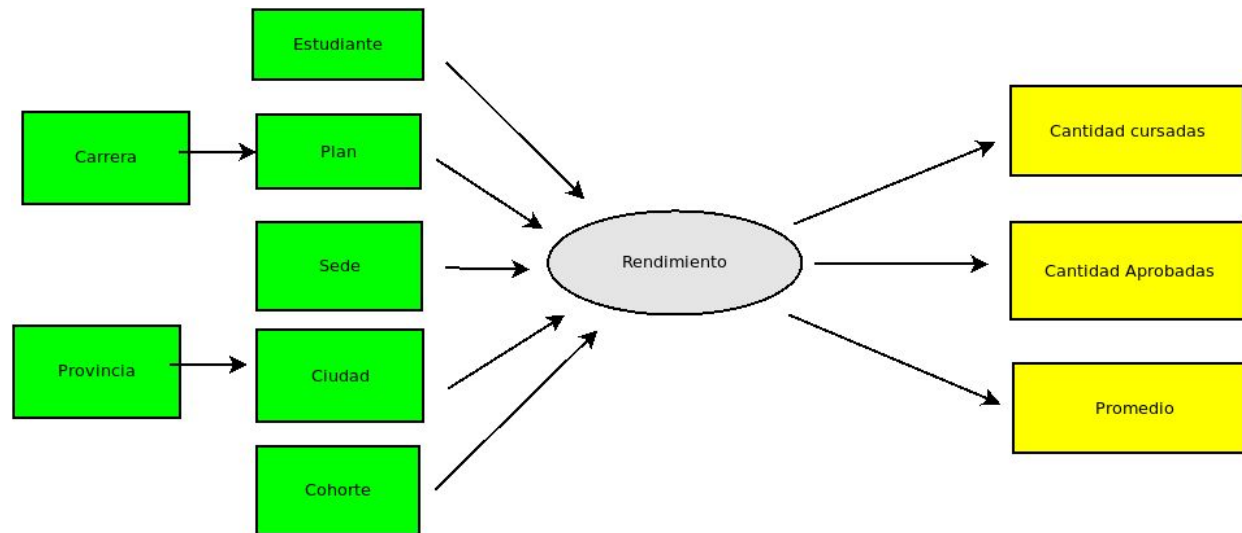 Estudiante
Carrera
Plan
Sede
Provincia
Ciudad
Cohorte
Rendimiento
Cantidad cursadas
Cantidad Aprobadas
Promedio